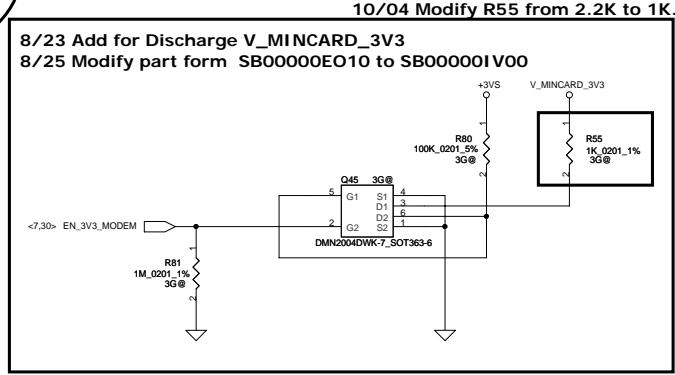 10/04 Modify R55 from 2.2K to 1K.
8/23 Add for Discharge V_MINCARD_3V3
8/25 Modify part form SB00000EO10 to SB00000IV00
+3VS
V_MINCARD_3V3
1
R80
100K_0201_5%
3G@
2
1
R55
1K_0201_1%
3G@
2
Q45 3G@
5 G1 S1 4
D1 3
D2 6
2 G2 S2 1
DMN2004DWK-7_SOT363-6
<7,30> EN_3V3_MODEM
1
R81
1M_0201_1%
3G@
2